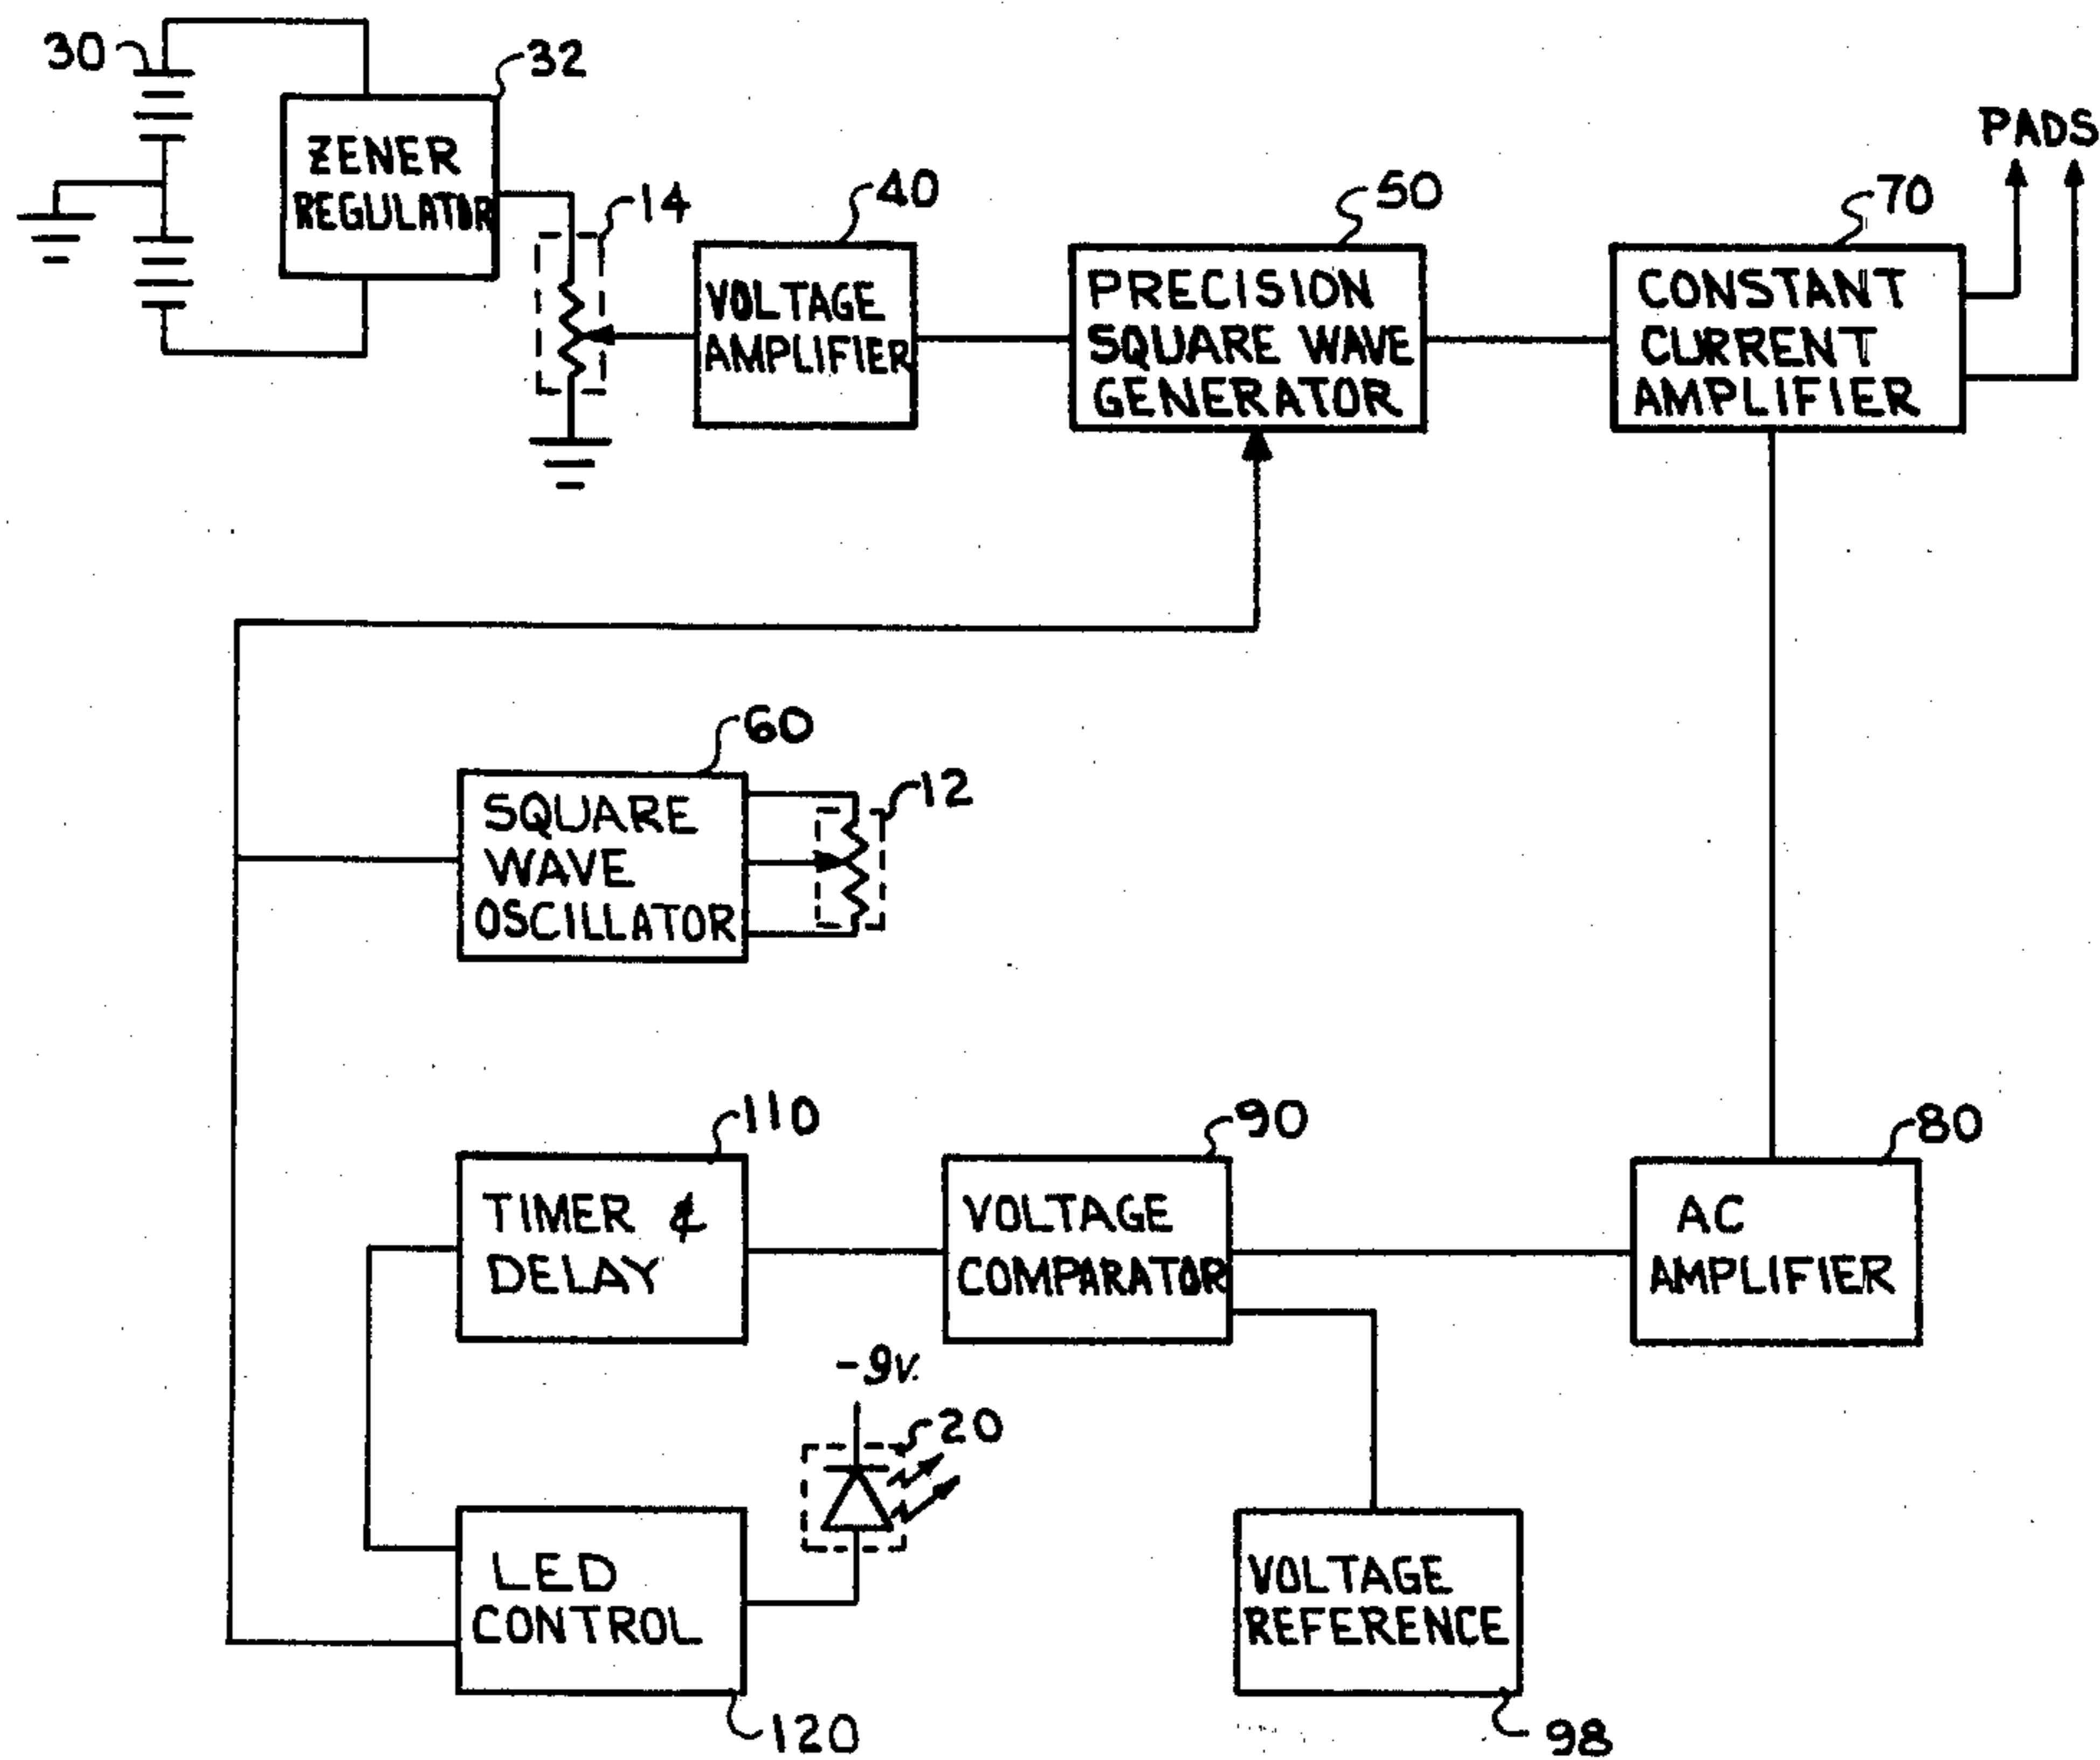 30
32
ZENER
REGULATOR
14
40
VOLTAGE
AMPLIFIER
50
PRECISION
SQUARE WAVE
GENERATOR
70
CONSTANT
CURRENT
AMPLIFIER
PADS
60
SQUARE
WAVE
OSCILLATOR
12
110
TIMER &
DELAY
90
VOLTAGE
COMPARATOR
80
AC
AMPLIFIER
-9V.
20
LED
CONTROL
120
VOLTAGE
REFERENCE
98